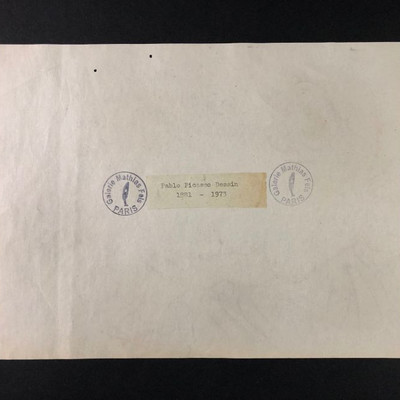 Galerie Mathias Fels
PARIS
Pablo Picasso Dessin
1881 - 1973
Galerie Mathias Fels
PARIS